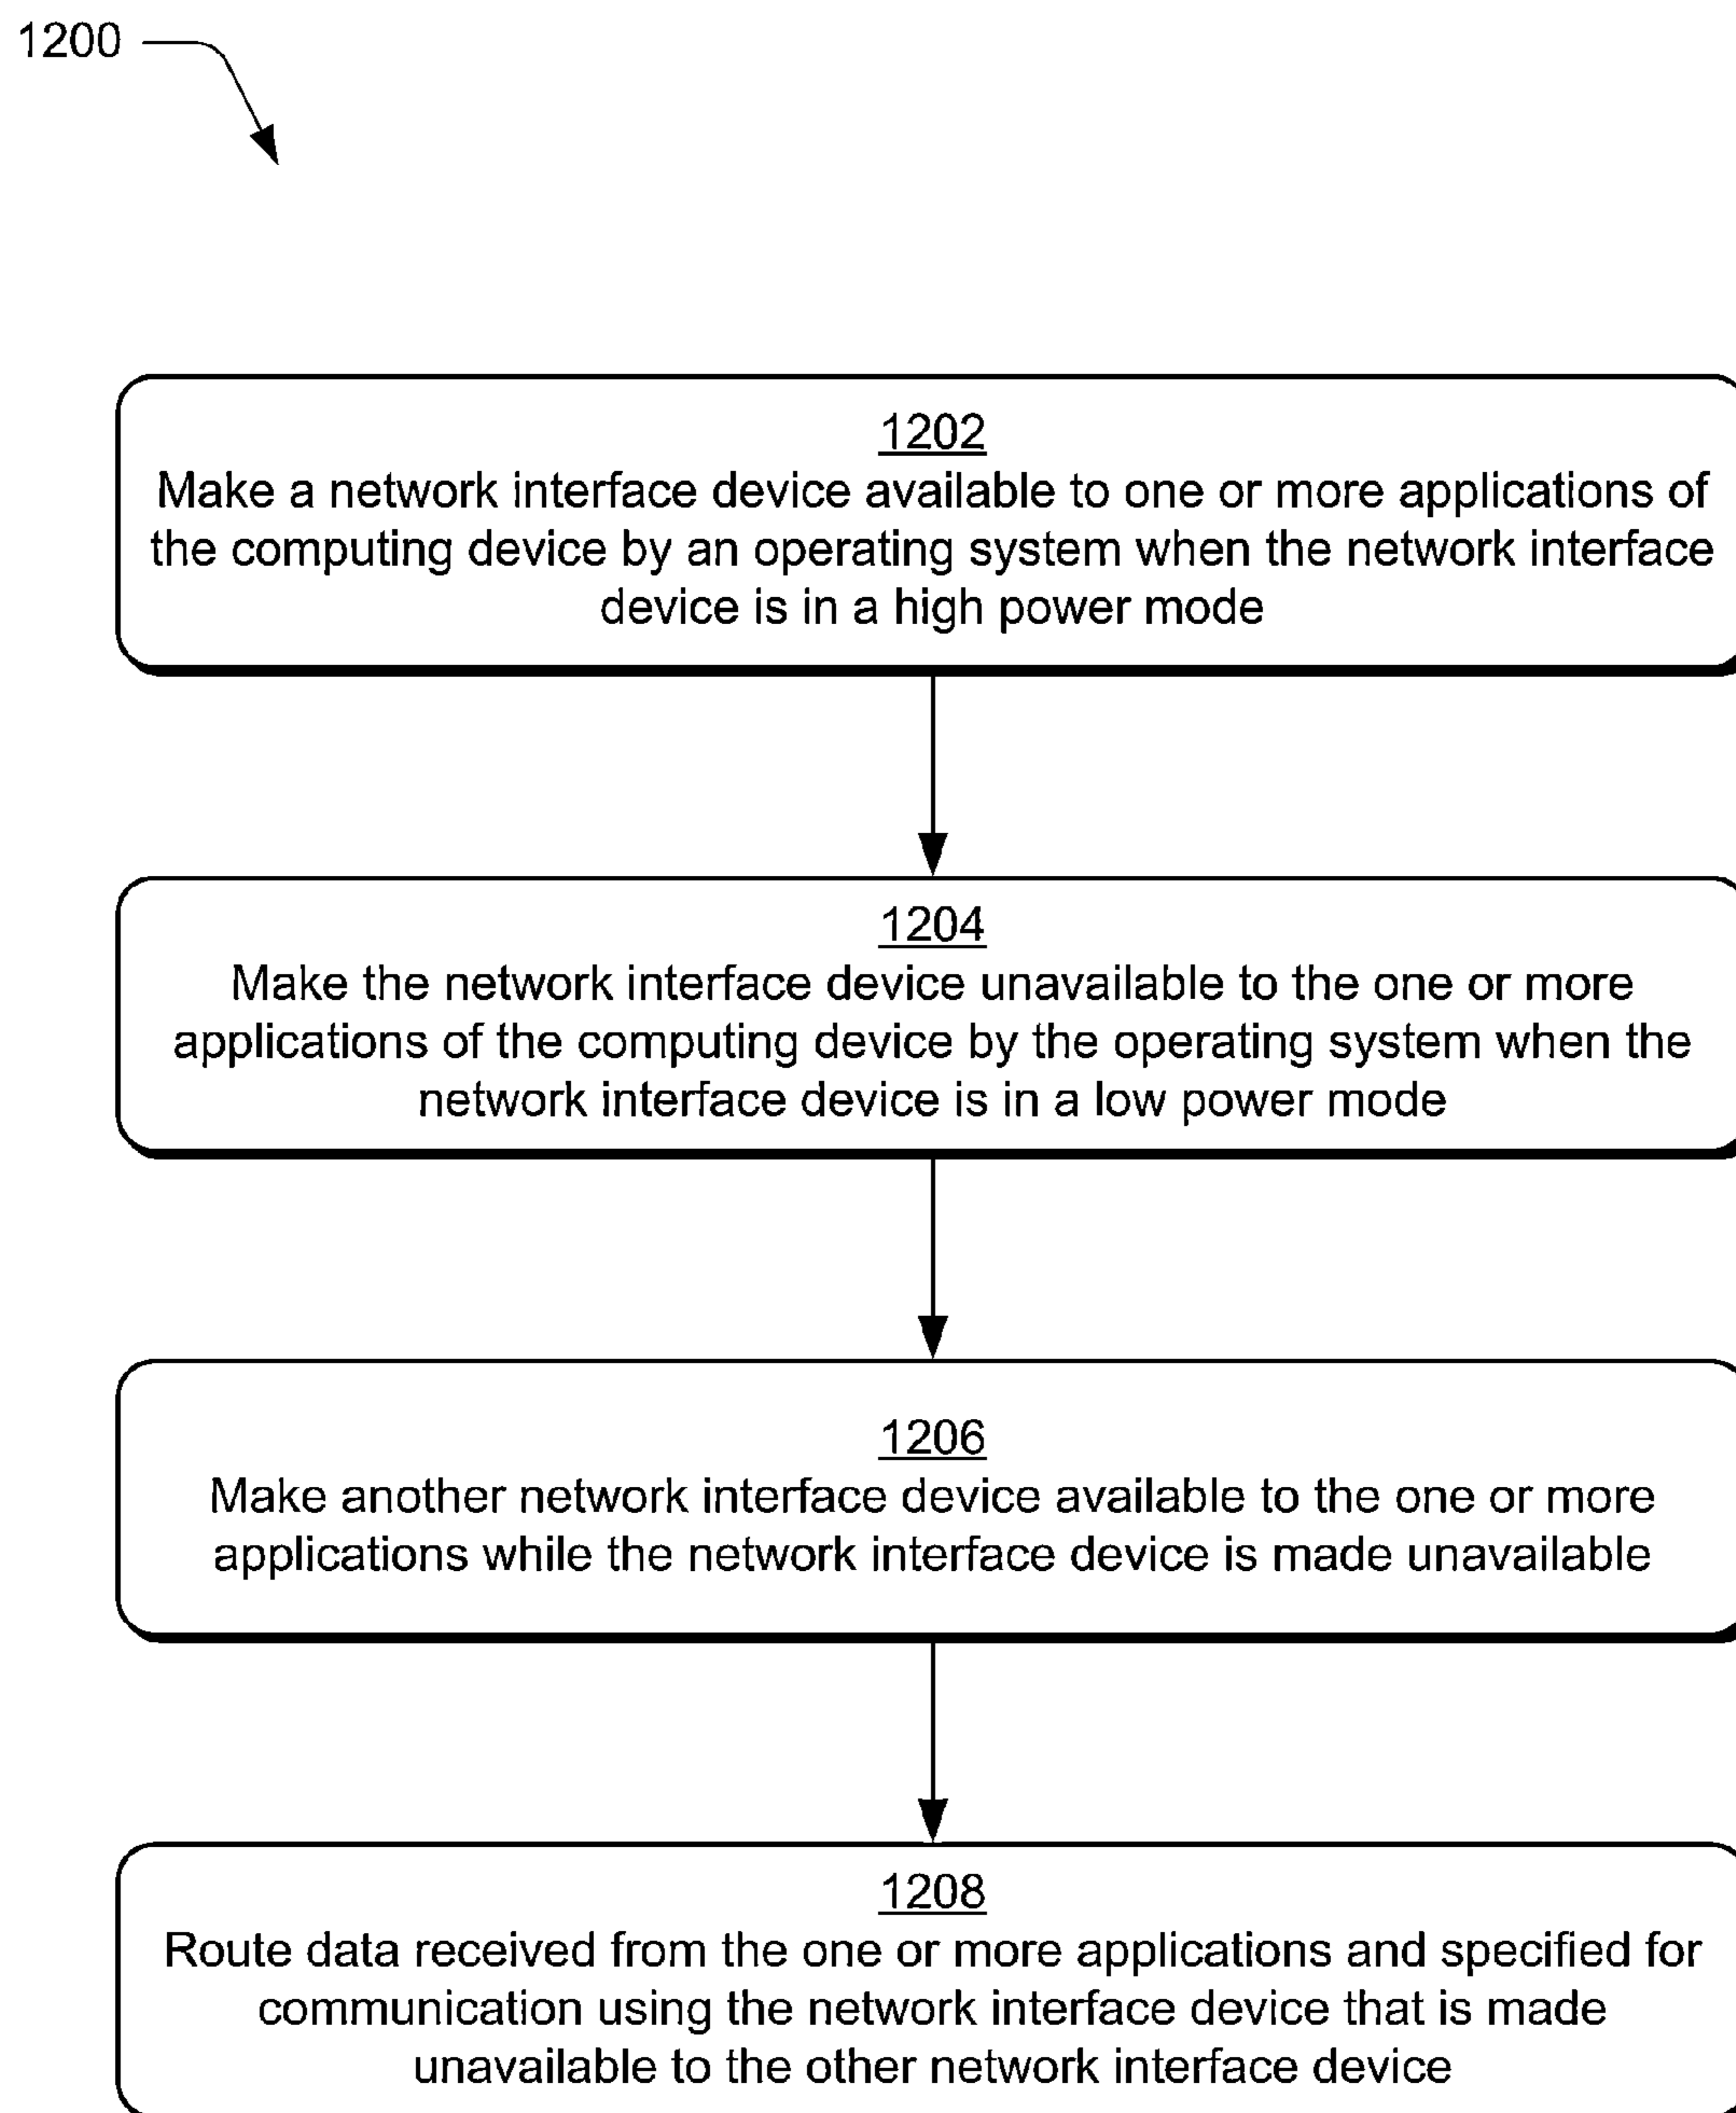 1200
1202
Make a network interface device available to one or more applications of
the computing device by an operating system when the network interface
device is in a high power mode
1204
Make the network interface device unavailable to the one or more
applications of the computing device by the operating system when the
network interface device is in a low power mode
1206
Make another network interface device available to the one or more
applications while the network interface device is made unavailable
1208
Route data received from the one or more applications and specified for
communication using the network interface device that is made
unavailable to the other network interface device